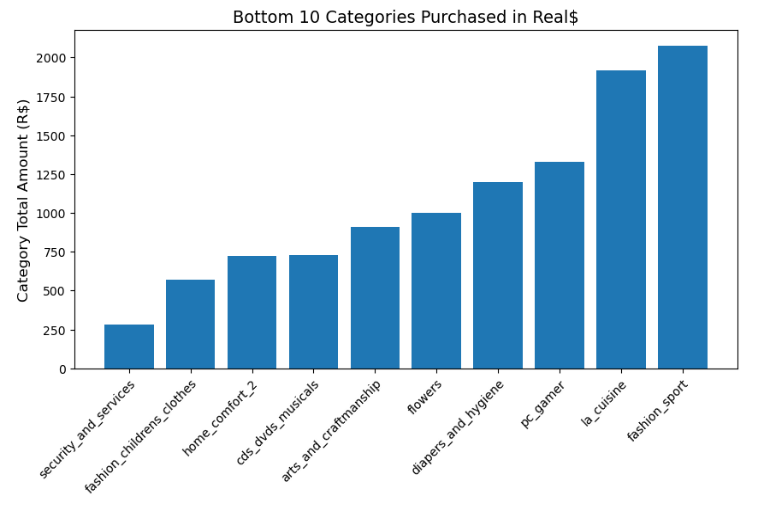 Bottom 10 Categories Purchased in Real$
Category Total Amount (R$)
2000
1750
1500
1250
1000
750
500
250
0
security_and_services
fashion_childrens_clothes
home_comfort_2
cds_dvds_musicals
arts_and_craftmanship
flowers
diapers_and_hygiene
pc_gamer
la_cuisine
fashion_sport